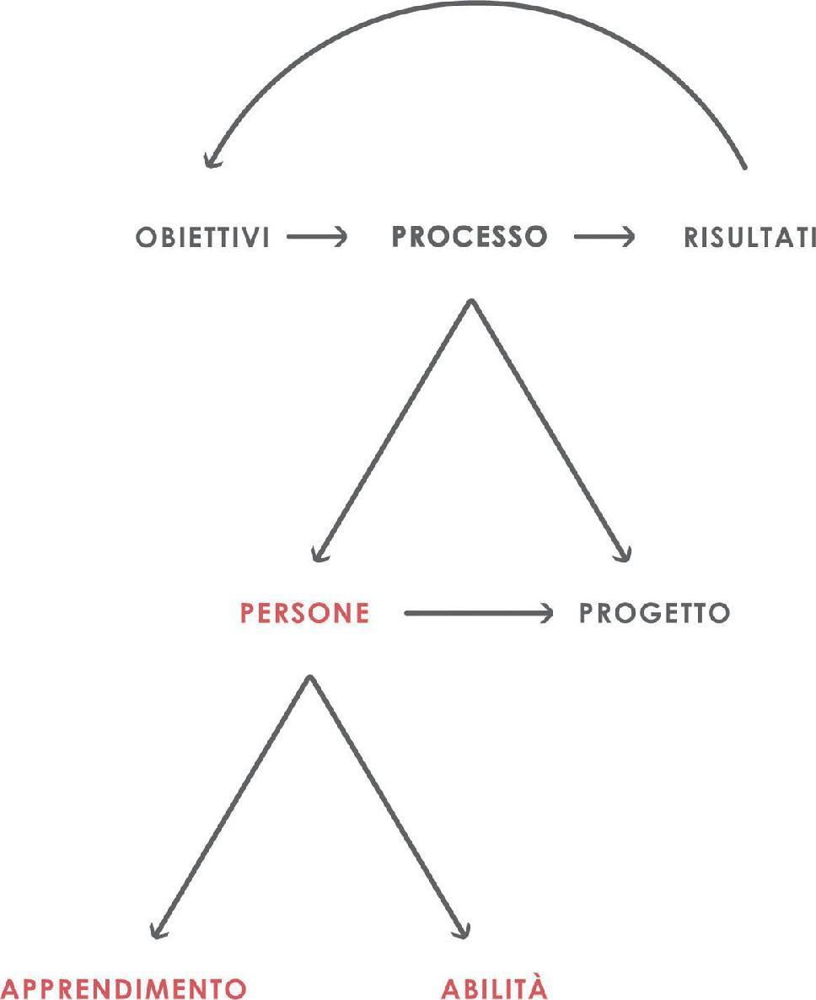 OBIETTIVI PROCESSO RISULTATI
PERSONE PROGETTO
APPRENDIMENTO ABILITÀ